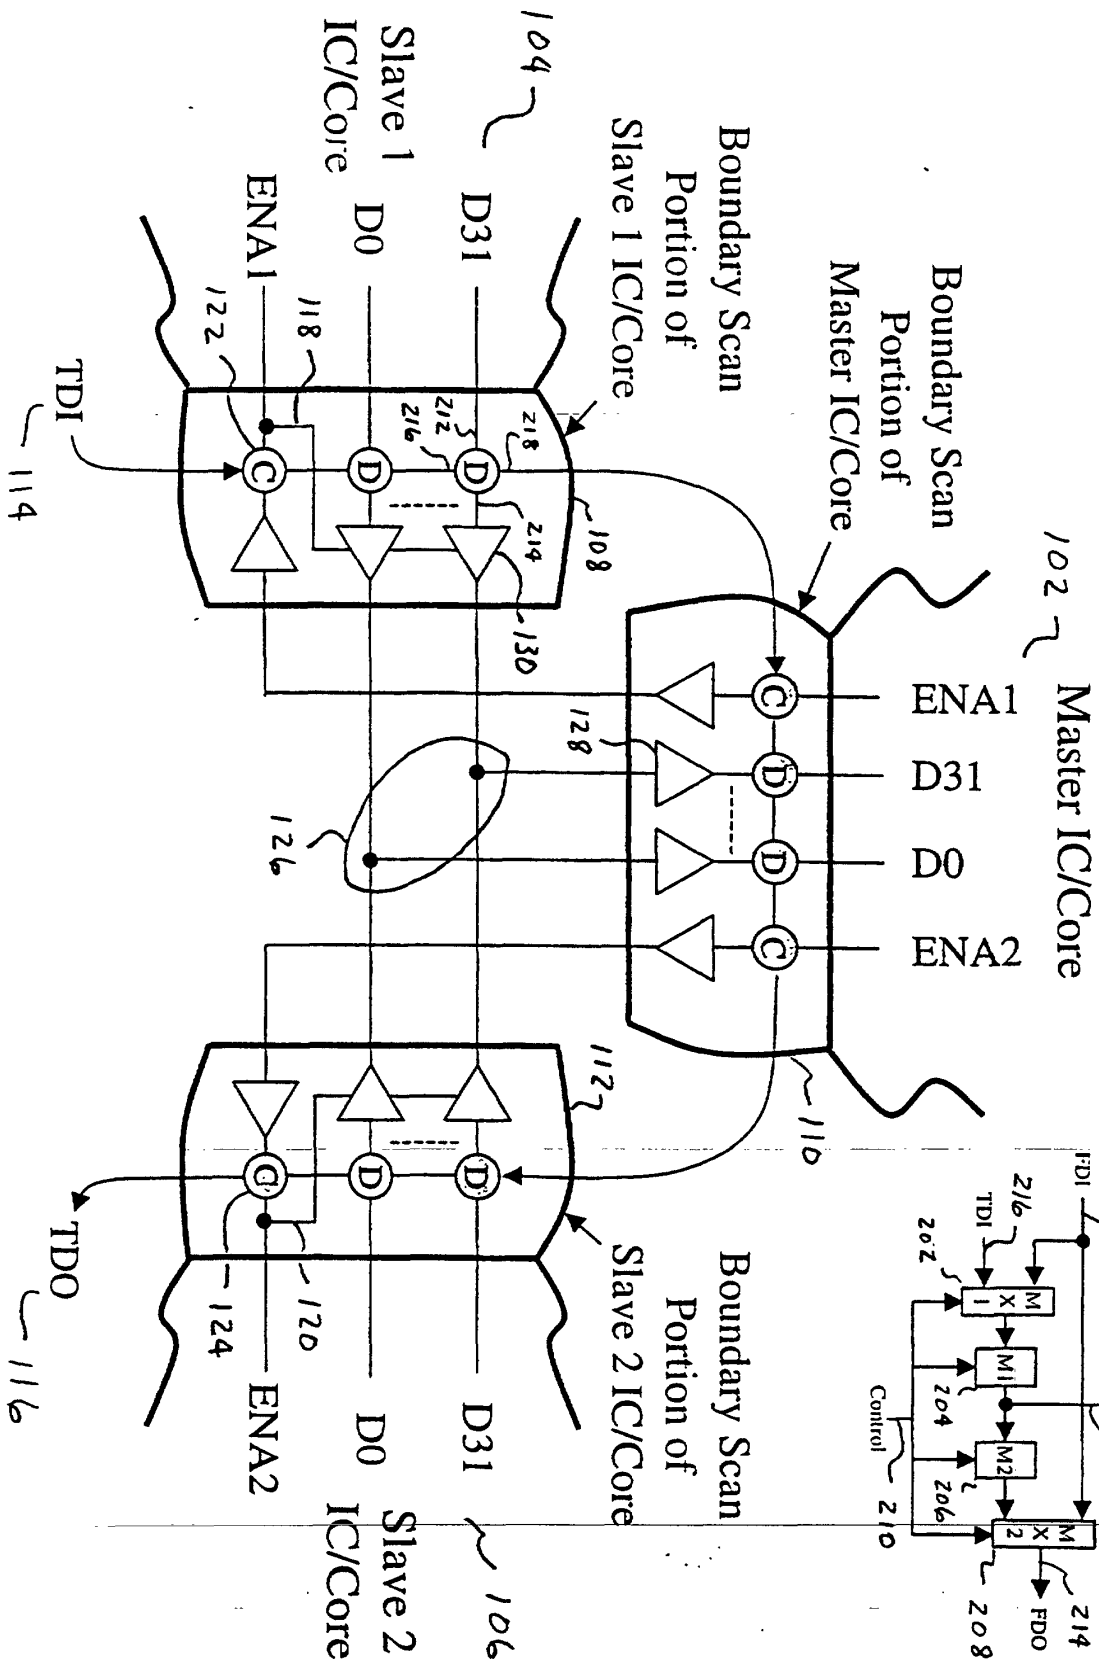 104
Slave 1
IC/Core
D31
D0
ENA1
Boundary Scan
Portion of
Slave 1 IC/Core
118
122
TDI
114
C
D
D
212
216
218
214
108
130
Boundary Scan
Portion of
Master IC/Core
102
Master IC/Core
ENA1
D31
D0
ENA2
C
D
D
C
128
110
126
112
D
D
C
120
124
TDO
116
Boundary Scan
Portion of
Slave 2 IC/Core
D31
D0
ENA2
106
Slave 2
IC/Core
FDI
216
TDI
202
M
X
1
M1
204
M2
206
M
X
2
208
214
FDO
Control
210